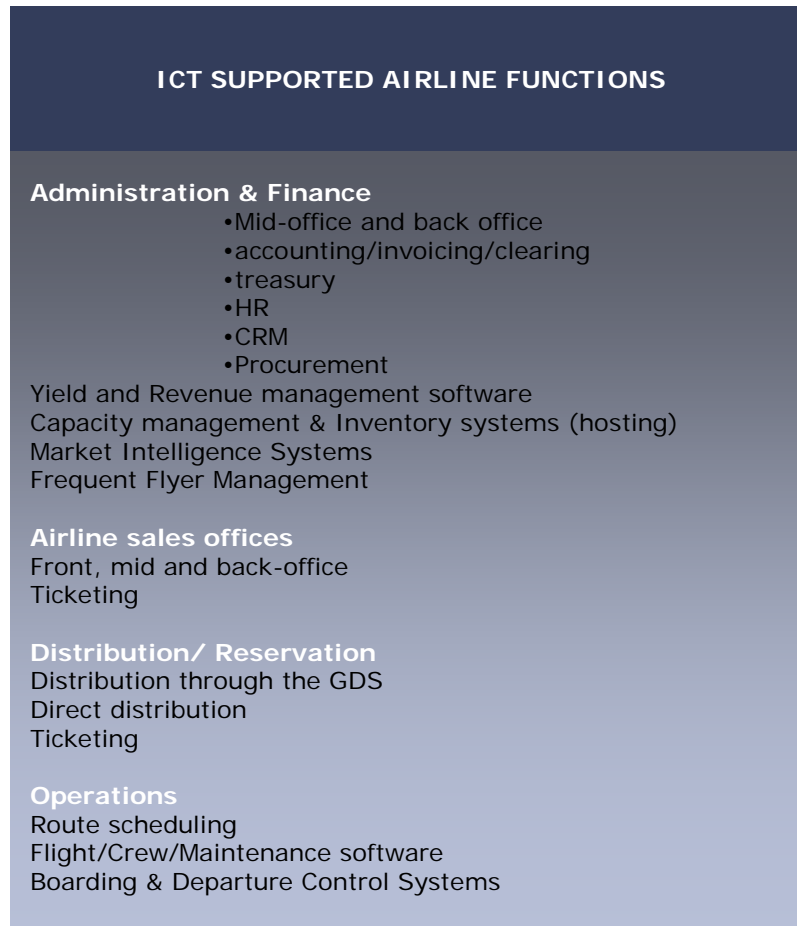 ICT SUPPORTED AIRLINE FUNCTIONS
Administration & Finance
•Mid-office and back office
•accounting/invoicing/clearing
•treasury
•HR
•CRM
•Procurement
Yield and Revenue management software
Capacity management & Inventory systems (hosting)
Market Intelligence Systems
Frequent Flyer Management
Airline sales offices
Front, mid and back-office
Ticketing
Distribution/ Reservation
Distribution through the GDS
Direct distribution
Ticketing
Operations
Route scheduling
Flight/Crew/Maintenance software
Boarding & Departure Control Systems